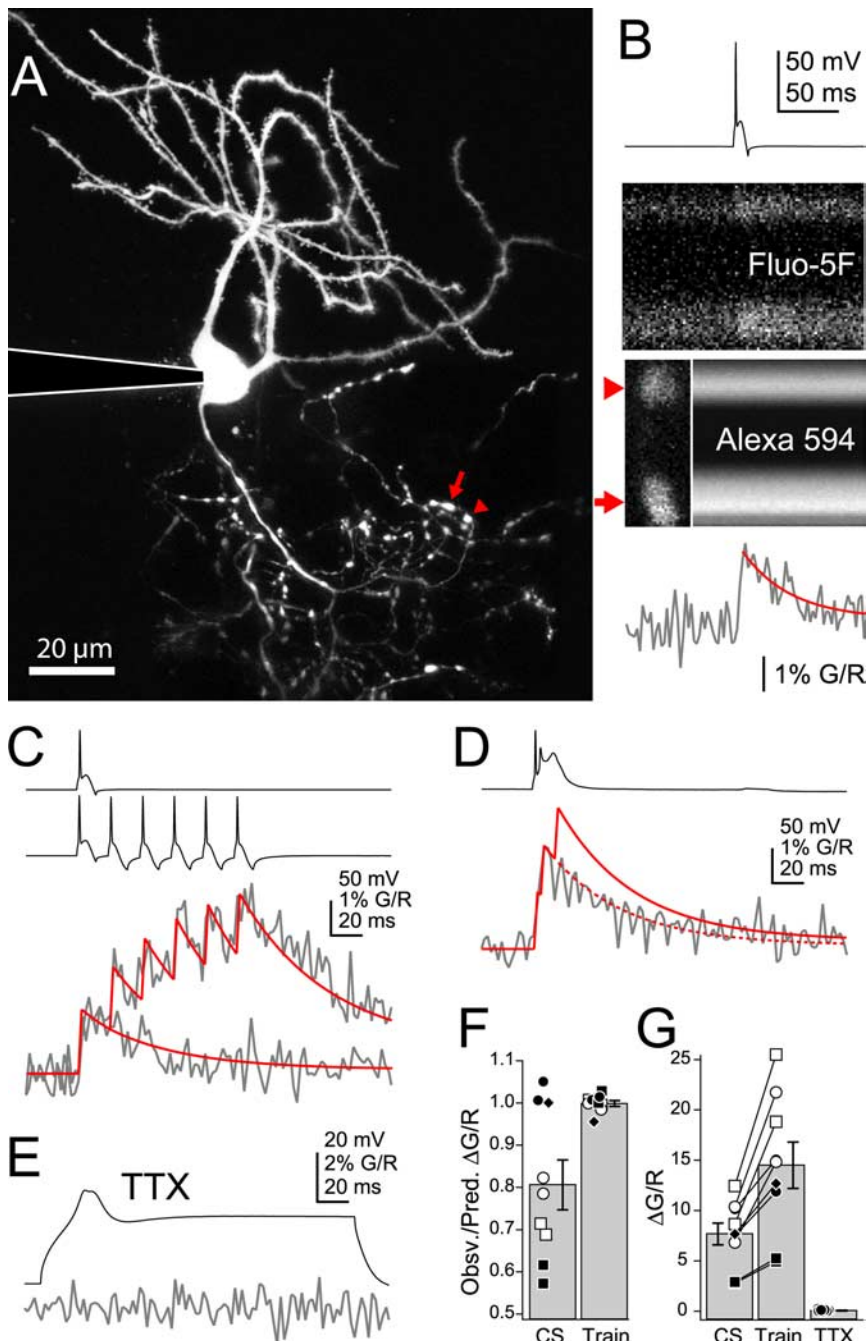 A
20 µm
B
50 mV
50 ms
Fluo-5F
Alexa 594
1% G/R
C
50 mV
1% G/R
20 ms
D
50 mV
1% G/R
20 ms
E
TTX
20 mV
2% G/R
20 ms
F
Obsv./Pred. ΔG/R
1.1
1.0
0.9
0.8
0.7
0.6
0.5
CS Train
G
ΔG/R
25
20
15
10
5
0
CS Train TTX